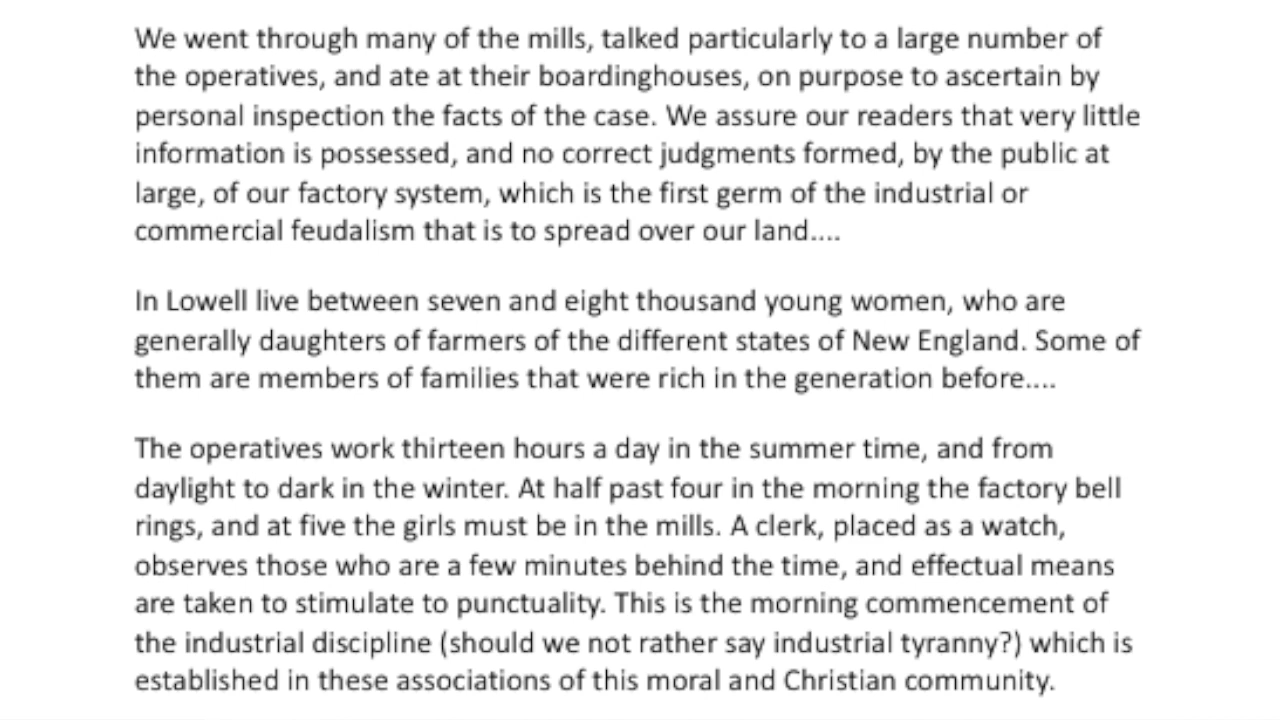 We went through many of the mills, talked particularly to a large number of
the operatives, and ate at their boardinghouses, on purpose to ascertain by
personal inspection the facts of the case. We assure our readers that very little
information is possessed, and no correct judgments formed, by the public at
large, of our factory system, which is the first germ of the industrial or
commercial feudalism that is to spread over our land....
In Lowell live between seven and eight thousand young women, who are
generally daughters of farmers of the different states of New England. Some of
them are members of families that were rich in the generation before....
The operatives work thirteen hours a day in the summer time, and from
daylight to dark in the winter. At half past four in the morning the factory bell
rings, and at five the girls must be in the mills. A clerk, placed as a watch,
observes those who are a few minutes behind the time, and effectual means
are taken to stimulate to punctuality. This is the morning commencement of
the industrial discipline (should we not rather say industrial tyranny?) which is
established in these associations of this moral and Christian community.